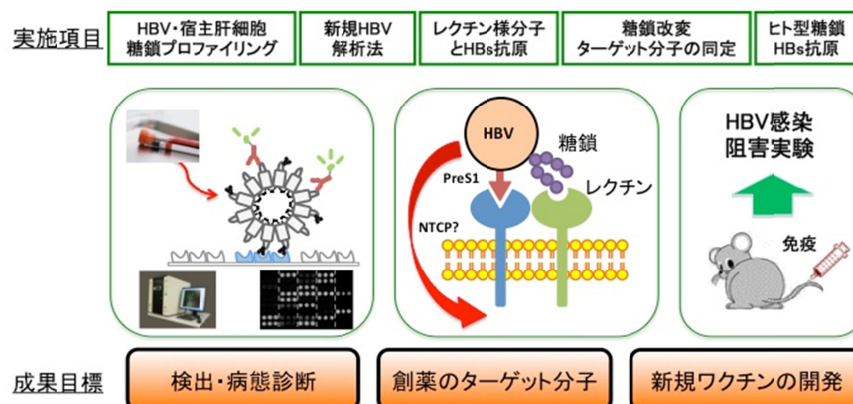 実施項目
HBV・宿主肝細胞
糖鎖プロファイリング
新規HBV
解析法
レクチン様分子
とHBs抗原
糖鎖改変
ターゲット分子の同定
ヒト型糖鎖
HBs抗原
HBV
糖鎖
PreS1
レクチン
NTCP?
HBV感染
阻害実験
免疫
成果目標
検出・病態診断
創薬のターゲット分子
新規ワクチンの開発